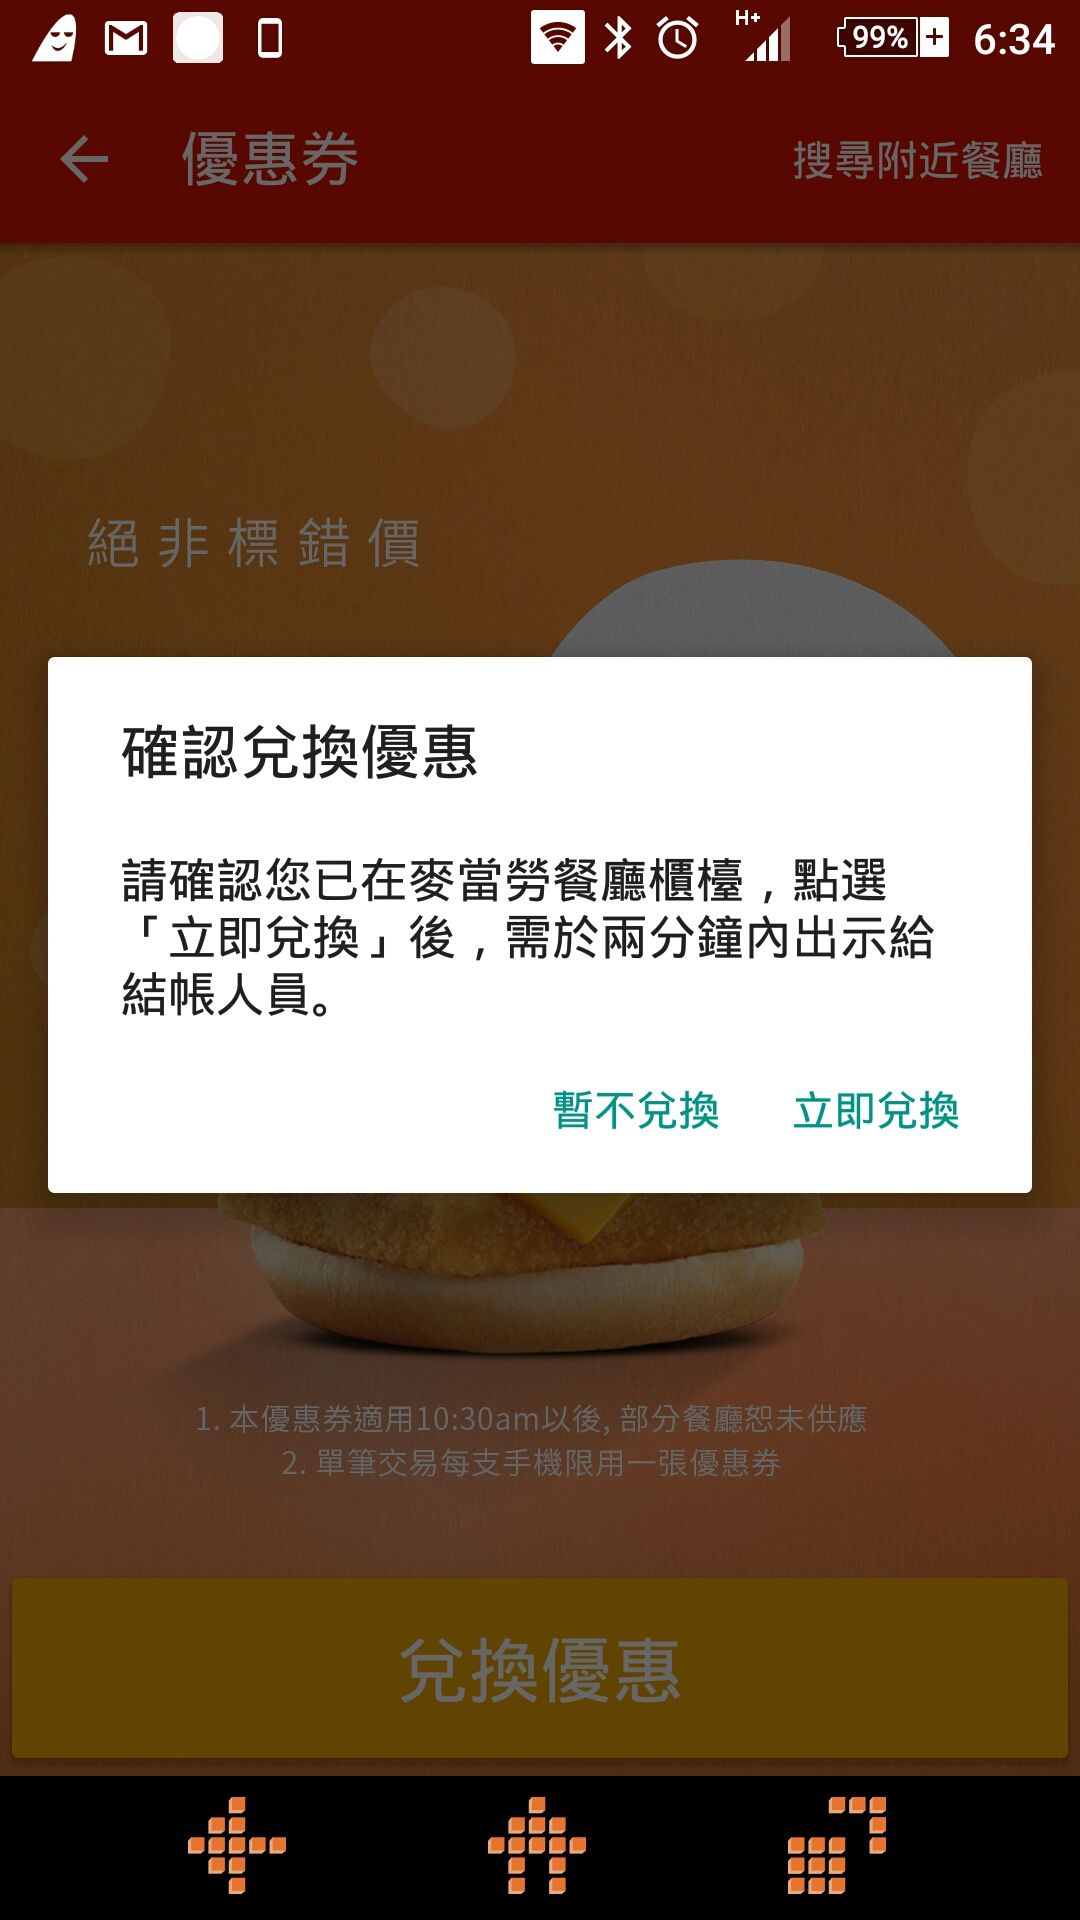 H+
99%
6:34
優惠券
搜尋附近餐廳
絕非標錯價
確認兌換優惠
請確認您已在麥當勞餐廳櫃檯，點選
「立即兌換」後，需於兩分鐘內出示給
結帳人員。
暫不兌換
立即兌換
1. 本優惠券適用10:30am以後, 部分餐廳恕未供應
2. 單筆交易每支手機限用一張優惠券
兌換優惠